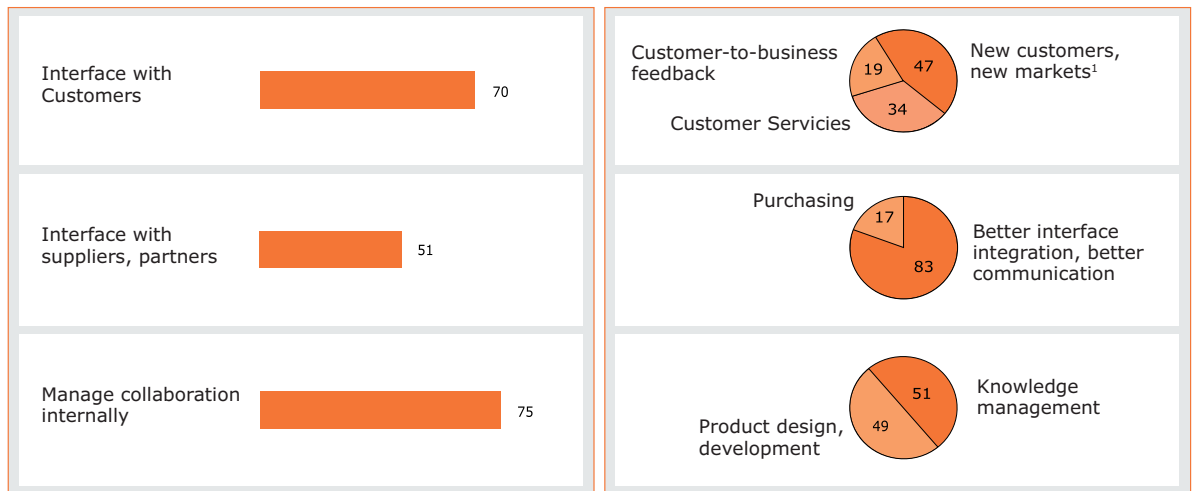 Interface with
Customers
70
Customer-to-business
feedback
19
47
New customers,
new markets¹
34
Customer Servicies
Interface with
suppliers, partners
51
Purchasing
17
83
Better interface
integration, better
communication
Manage collaboration
internally
75
51
Knowledge
management
49
Product design,
development